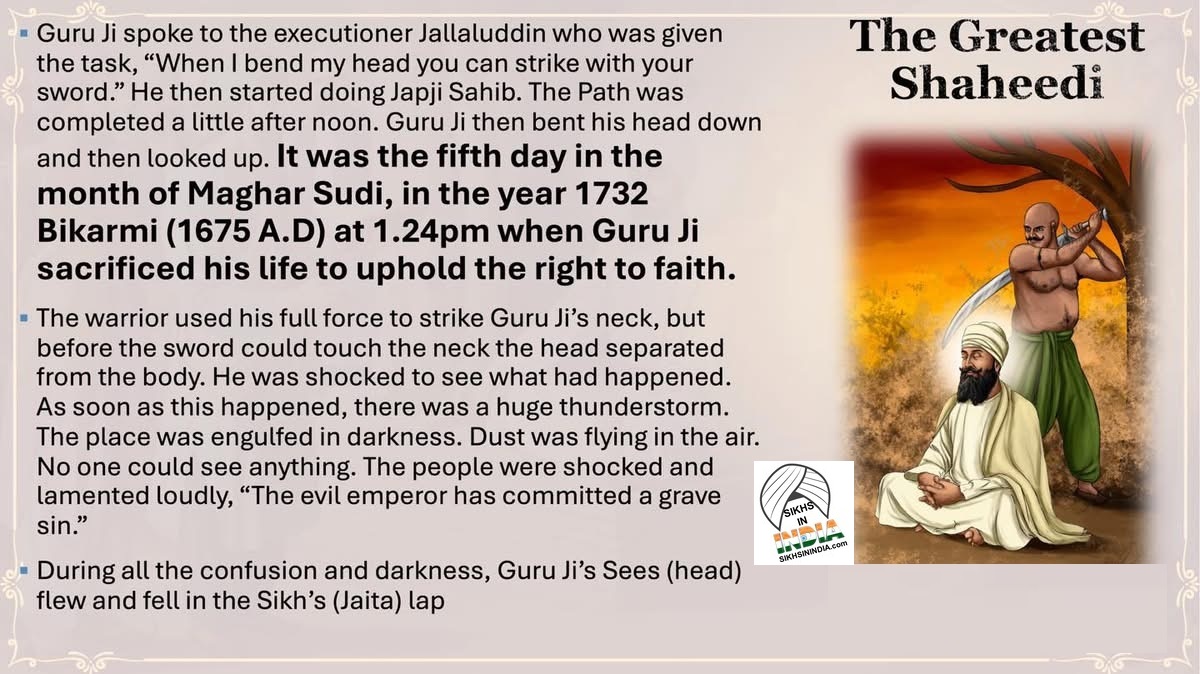 The Greatest
Shaheedi
Guru Ji spoke to the executioner Jallaluddin who was given
the task, “When I bend my head you can strike with your
sword.” He then started doing Japji Sahib. The Path was
completed a little after noon. Guru Ji then bent his head down
and then looked up. It was the fifth day in the
month of Maghar Sudi, in the year 1732
Bikarmi (1675 A.D) at 1.24pm when Guru Ji
sacrificed his life to uphold the right to faith.
The warrior used his full force to strike Guru Ji’s neck, but
before the sword could touch the neck the head separated
from the body. He was shocked to see what had happened.
As soon as this happened, there was a huge thunderstorm.
The place was engulfed in darkness. Dust was flying in the air.
No one could see anything. The people were shocked and
lamented loudly, “The evil emperor has committed a grave
sin.”
During all the confusion and darkness, Guru Ji’s Sees (head)
flew and fell in the Sikh’s (Jaita) lap
SIKHS
IN
INDIA
SIKHSININDIA.com